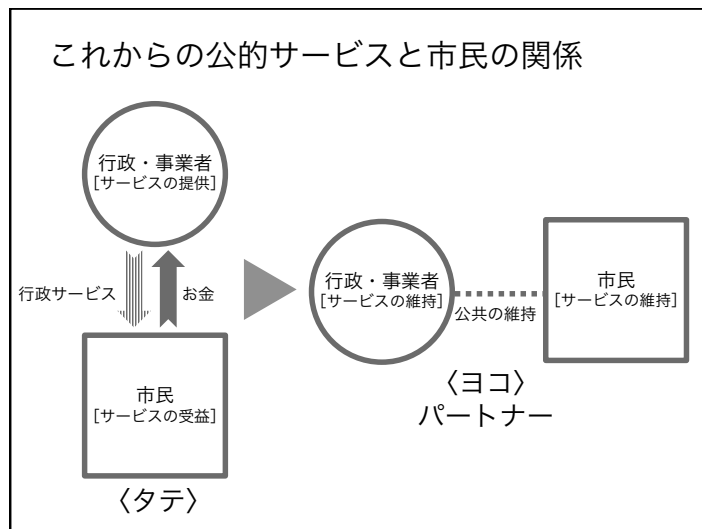 これからの公的サービスと市民の関係
行政・事業者
[サービスの提供]
行政サービス
お金
市民
[サービスの受益]
〈タテ〉
行政・事業者
[サービスの維持]
公共の維持
市民
[サービスの維持]
〈ヨコ〉
パートナー